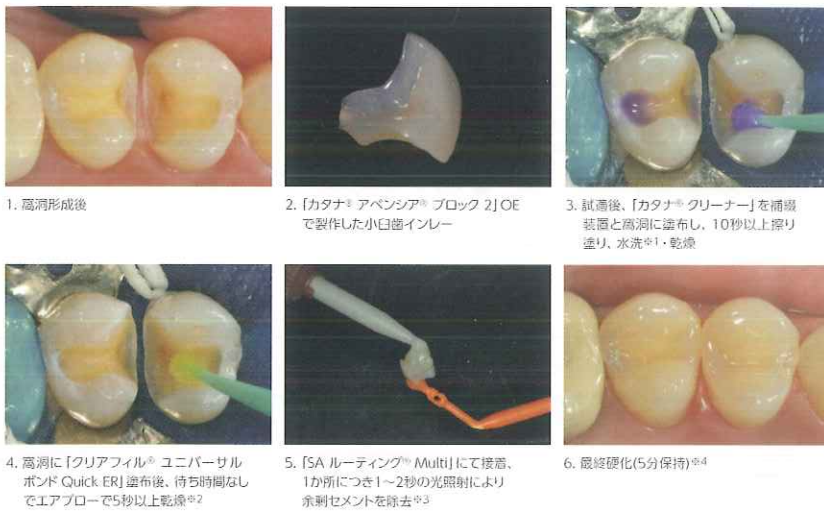 1. 窩洞形成後
2. ｢カタナ® アベンシア® ブロック 2｣ OE
で製作した小臼歯インレー
3. 試適後、｢カタナ® クリーナー｣を補綴
装置と窩洞に塗布し、10秒以上擦り
塗り、水洗※1・乾燥
4. 窩洞に｢クリアフィル® ユニバーサル
ボンド Quick ER｣塗布後、待ち時間なし
でエアブローで5秒以上乾燥※2
5. ｢SA ルーティング® Multi｣にて接着、
1か所につき1～2秒の光照射により
余剰セメントを除去※3
6. 最終硬化(5分保持)※4